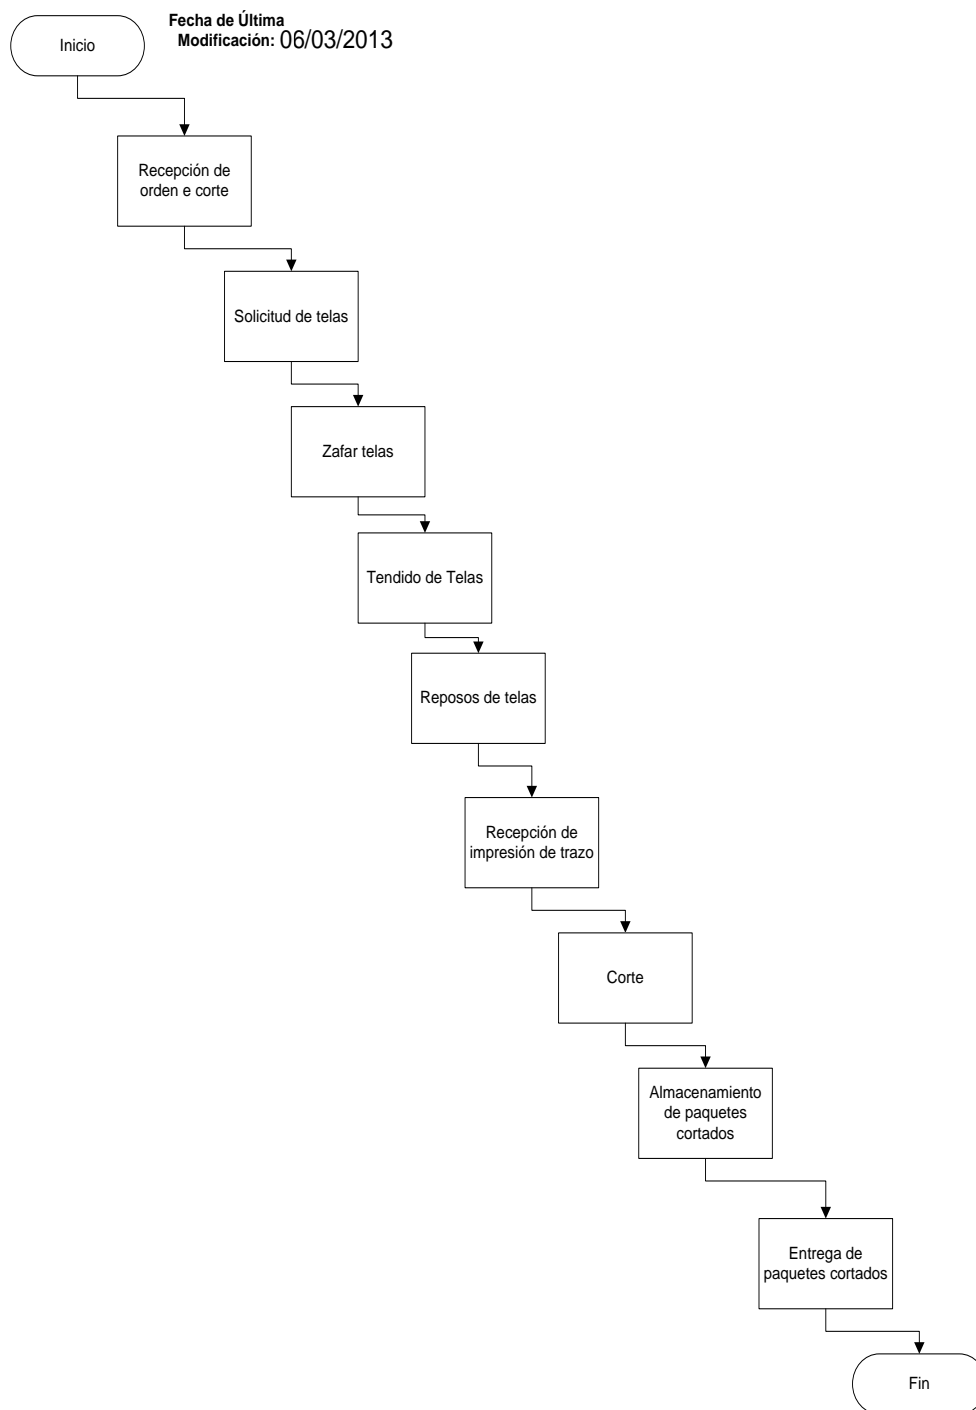 Fecha de Última
Modificación: 06/03/2013
Inicio
Recepción de
orden e corte
Solicitud de telas
Zafar telas
Tendido de Telas
Reposos de telas
Recepción de
impresión de trazo
Corte
Almacenamiento
de paquetes
cortados
Entrega de
paquetes cortados
Fin